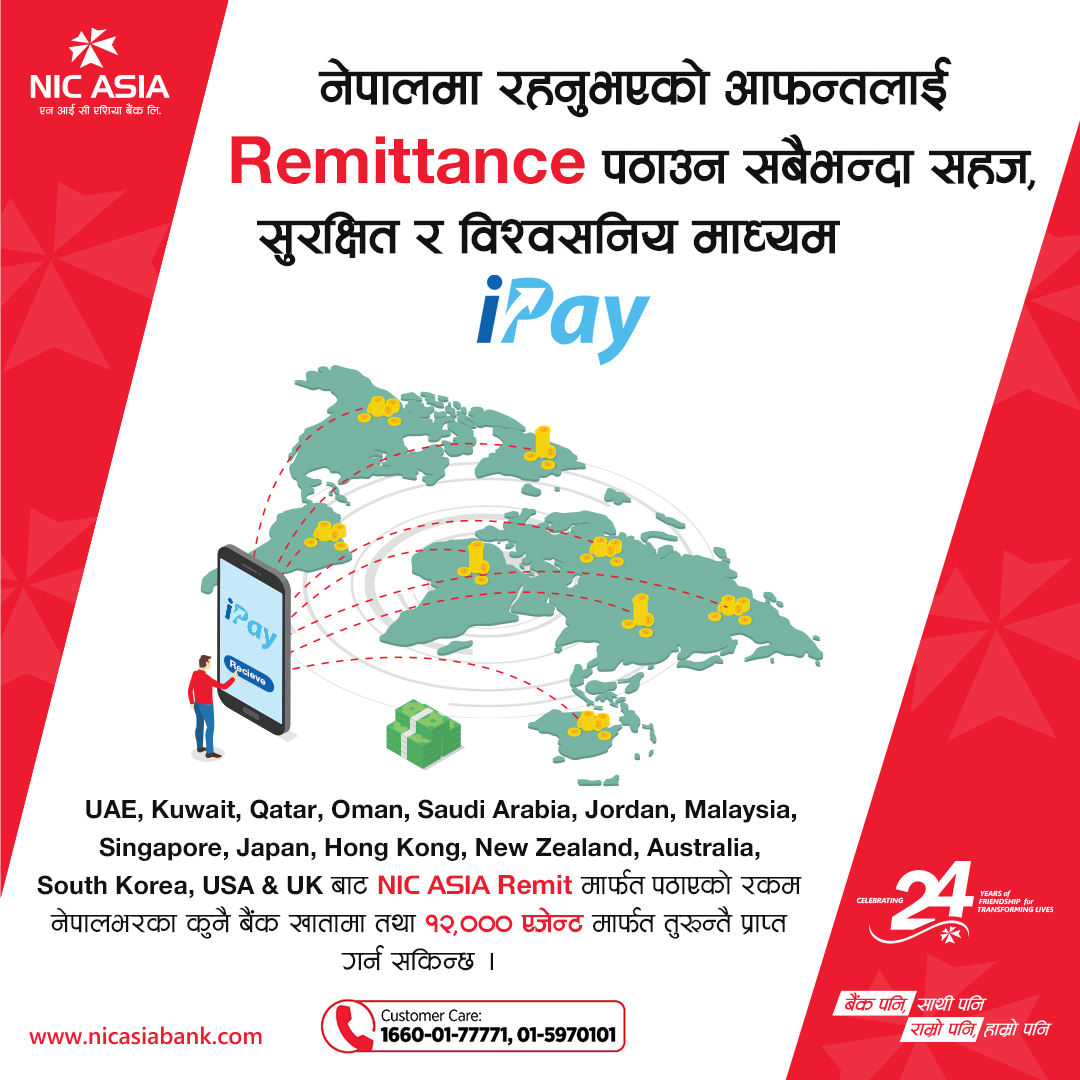 NIC ASIA
एन आई सी एशिया बैंक लि.
नेपालमा रहनुभएको आफन्तलाई
Remittance पठाउन सबैभन्दा सहज,
सुरक्षित र विश्वसनिय माध्यम
iPay
iPay
Recieve
UAE, Kuwait, Qatar, Oman, Saudi Arabia, Jordan, Malaysia,
Singapore, Japan, Hong Kong, New Zealand, Australia,
South Korea, USA & UK बाट NIC ASIA Remit मार्फत पठाएको रकम
नेपालभरका कुनै बैंक खातामा तथा १२,००० एजेन्ट मार्फत तुरुन्तै प्राप्त
गर्न सकिन्छ ।
CELEBRATING 24 YEARS of
FRIENDSHIP for
TRANSFORMING LIVES
बैंक पनि, साथी पनि
राम्रो पनि, हाम्रो पनि
www.nicasiabank.com
Customer Care:
1660-01-77771, 01-5970101